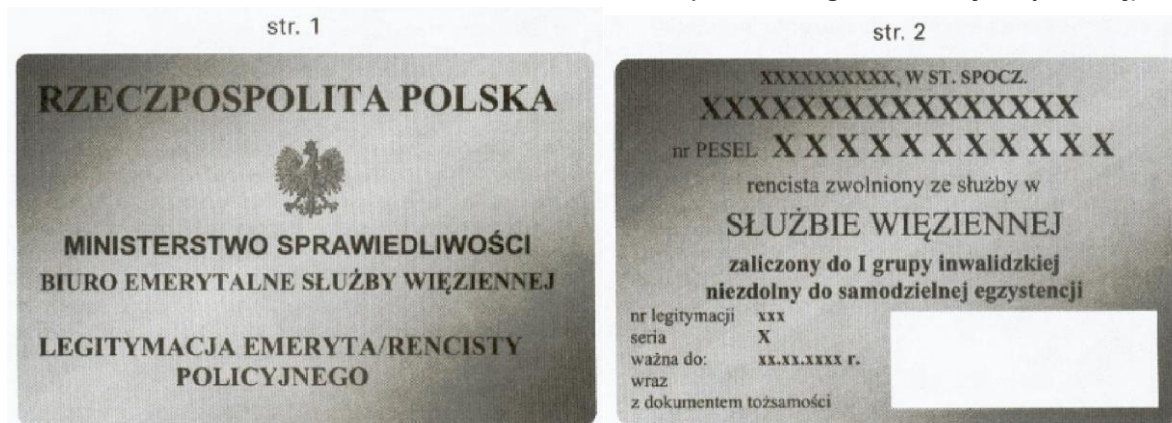 str. 1
RZECZPOSPOLITA POLSKA
MINISTERSTWO SPRAWIEDLIWOŚCI
BIURO EMERYTALNE SŁUŻBY WIĘZIENNEJ
LEGITYMACJA EMERYTA/RENCISTY
POLICYJNEGO
str. 2
XXXXXXXXXX, W ST. SPOCZ.
XXXXXXXXXXXXXXXX
nr PESEL X X X X X X X X X X X
rencista zwolniony ze służby w
SŁUŻBIE WIĘZIENNEJ
zaliczony do I grupy inwalidzkiej
niezdolny do samodzielnej egzystencji
nr legitymacji xxx
seria X
ważna do: xx.xx.xxxx r.
wraz
z dokumentem tożsamości